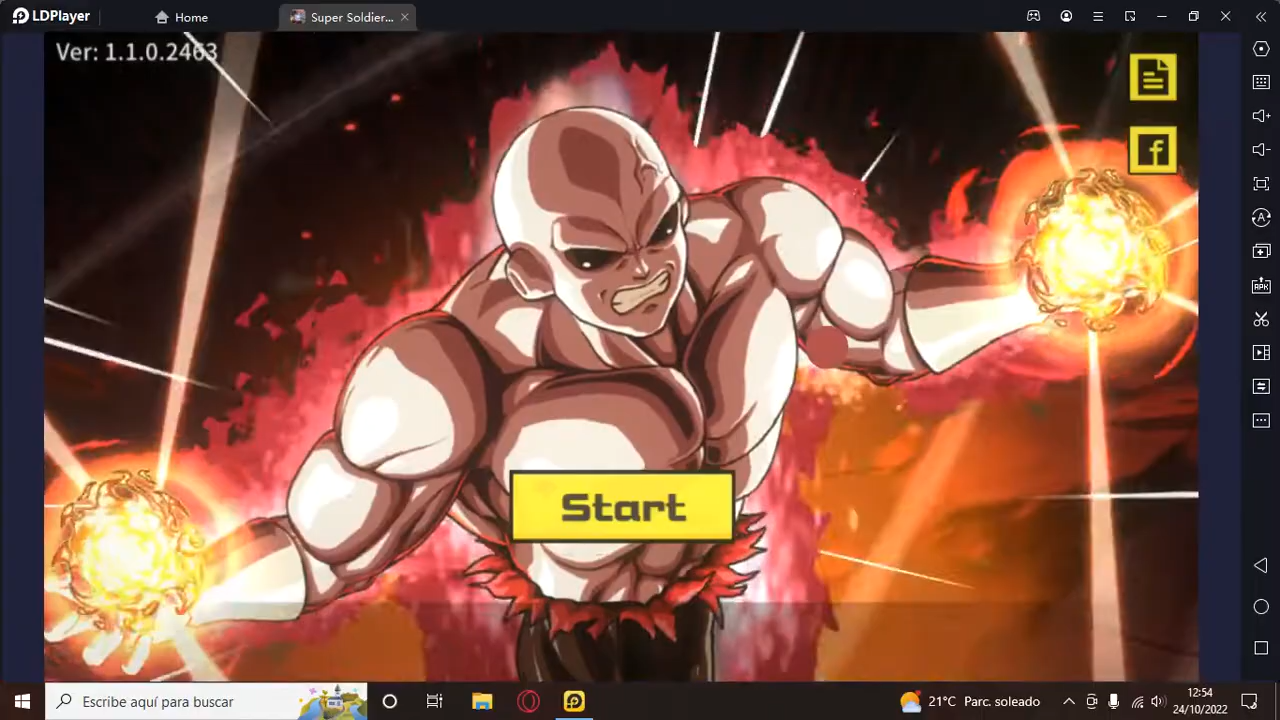 LDPlayer
Home
Super Soldier...
Ver: 1.1.0.2463
f
Start
Escribe aquí para buscar
21°C Parc. soleado
12:54
24/10/2022